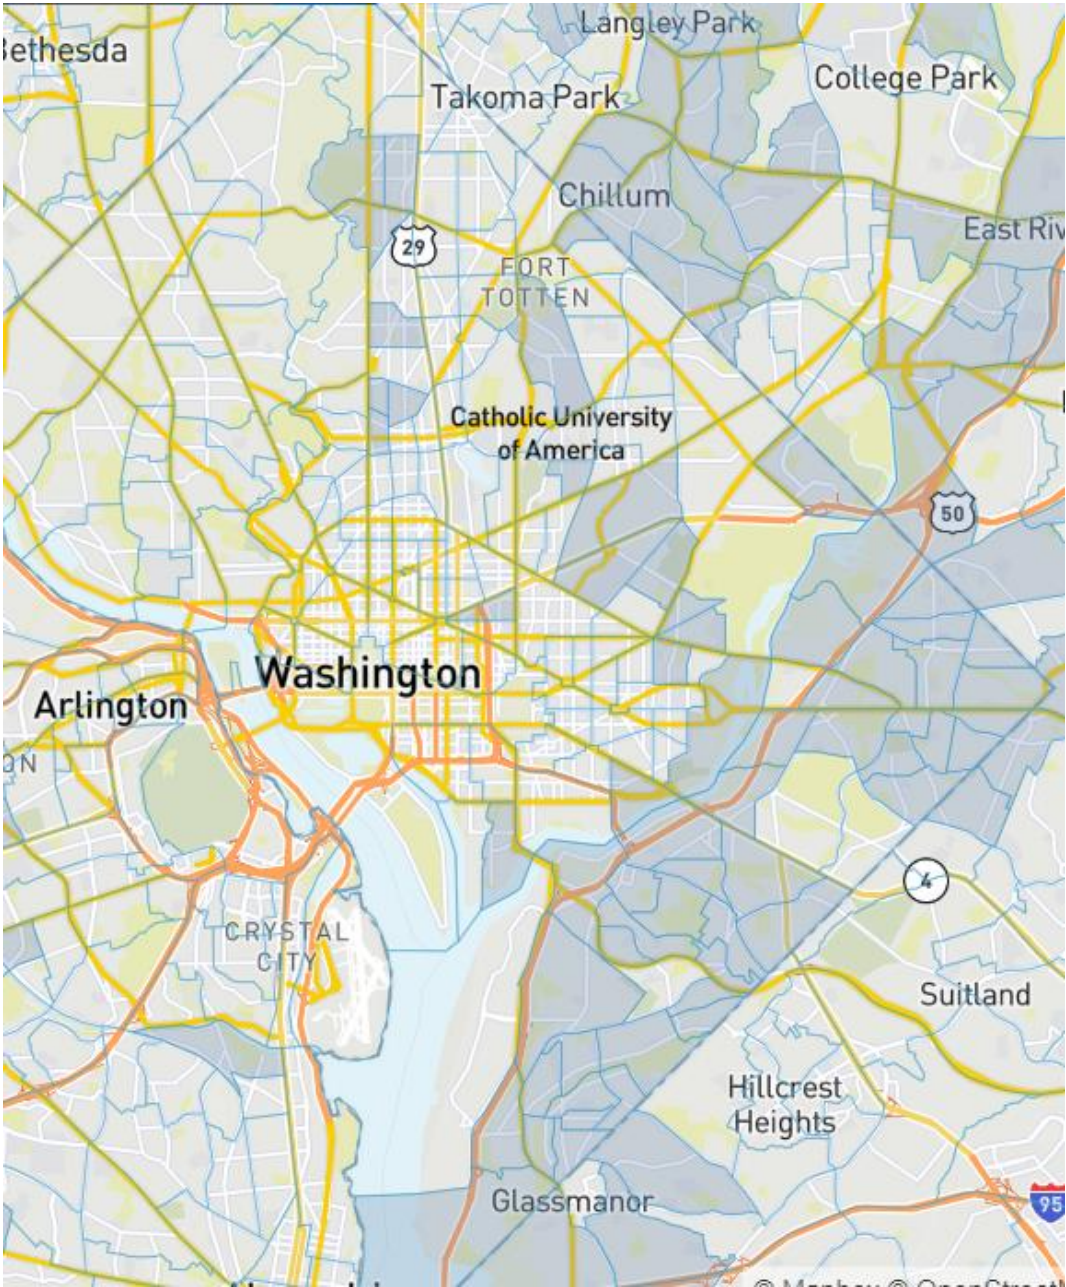 Langley Park
Bethesda
College Park
Takoma Park
Chillum
East Riv
29
FORT
TOTTEN
Catholic University
of America
50
Washington
Arlington
ON
4
CRYSTAL
CITY
Suitland
Hillcrest
Heights
Glassmanor
95